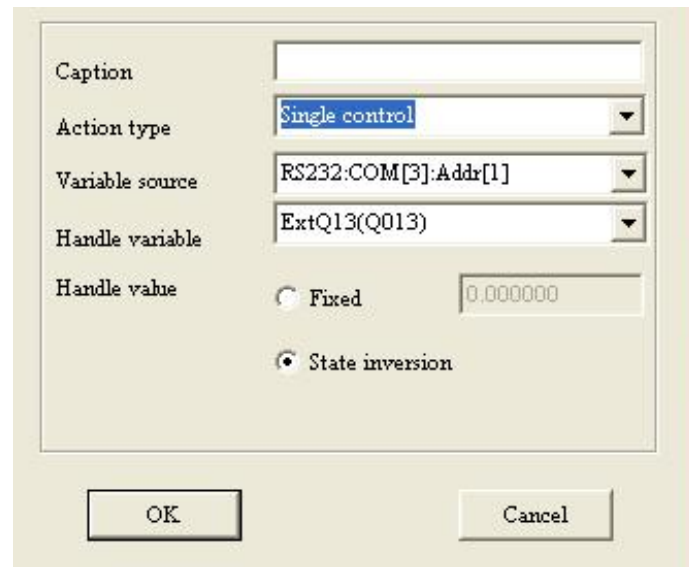 Caption
Action type
Single control
Variable source
RS232:COM[3]:Addr[1]
Handle variable
ExtQ13(Q013)
Handle value
Fixed
0.000000
State inversion
OK
Cancel